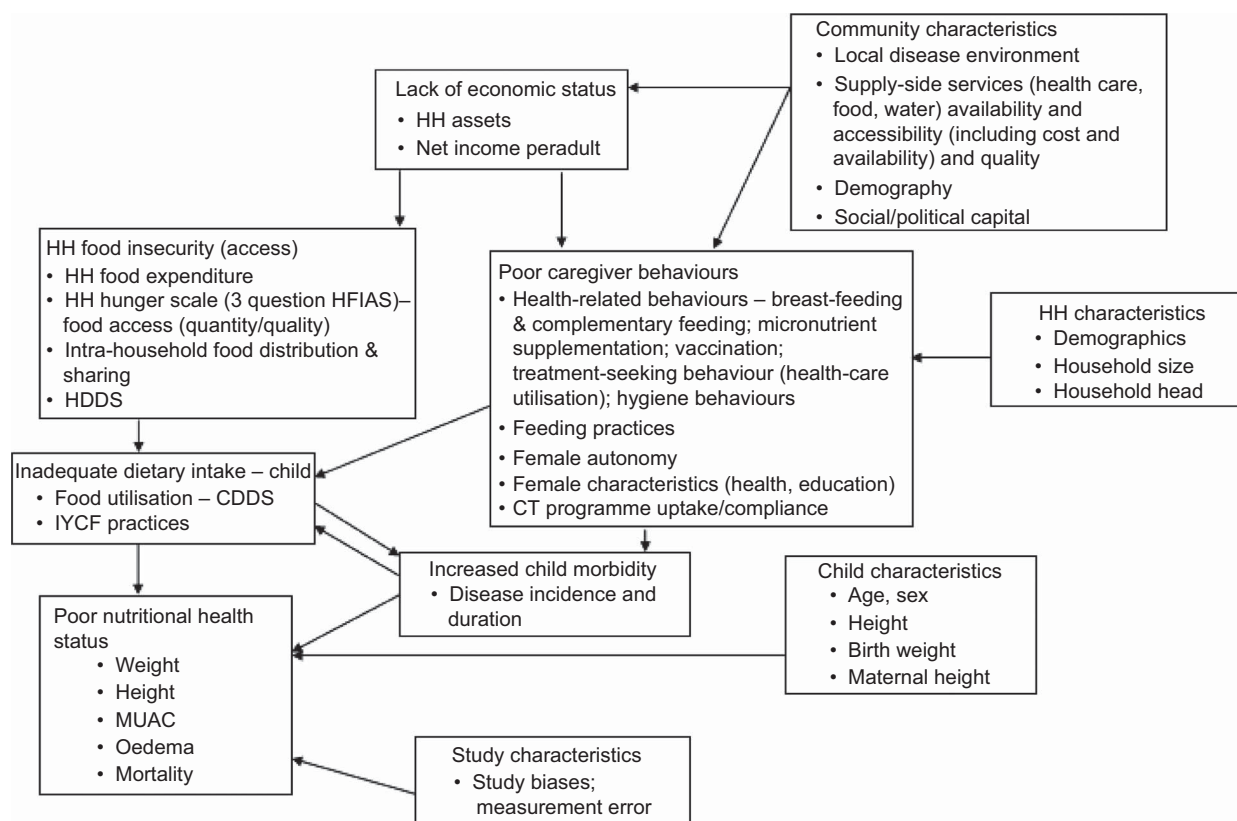 Community characteristics
• Local disease environment
• Supply-side services (health care,
food, water) availability and
accessibility (including cost and
availability) and quality
• Demography
• Social/political capital
Lack of economic status
• HH assets
• Net income peradult
HH food insecurity (access)
• HH food expenditure
• HH hunger scale (3 question HFIAS)–
food access (quantity/quality)
• Intra-household food distribution &
sharing
• HDDS
Poor caregiver behaviours
• Health-related behaviours – breast-feeding
& complementary feeding; micronutrient
supplementation; vaccination;
treatment-seeking behaviour (health-care
utilisation); hygiene behaviours
• Feeding practices
• Female autonomy
• Female characteristics (health, education)
• CT programme uptake/compliance
HH characteristics
• Demographics
• Household size
• Household head
Inadequate dietary intake – child
• Food utilisation – CDDS
• IYCF practices
Increased child morbidity
• Disease incidence and
duration
Child characteristics
• Age, sex
• Height
• Birth weight
• Maternal height
Poor nutritional health
status
• Weight
• Height
• MUAC
• Oedema
• Mortality
Study characteristics
• Study biases;
measurement error